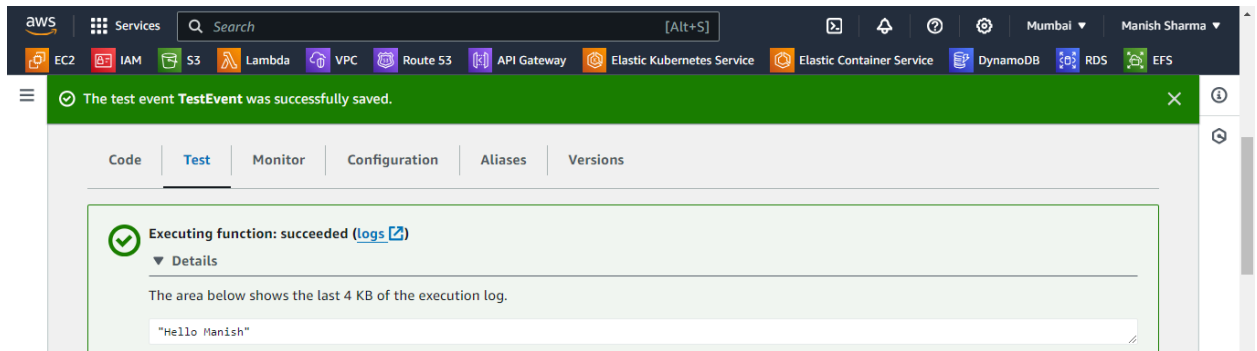 aws Services Search [Alt+S] Mumbai ▼ Manish Sharma ▼
EC2 IAM S3 Lambda VPC Route 53 API Gateway Elastic Kubernetes Service Elastic Container Service DynamoDB RDS EFS
The test event TestEvent was successfully saved.
Code Test Monitor Configuration Aliases Versions
Executing function: succeeded (logs)
▼ Details
The area below shows the last 4 KB of the execution log.
"Hello Manish"